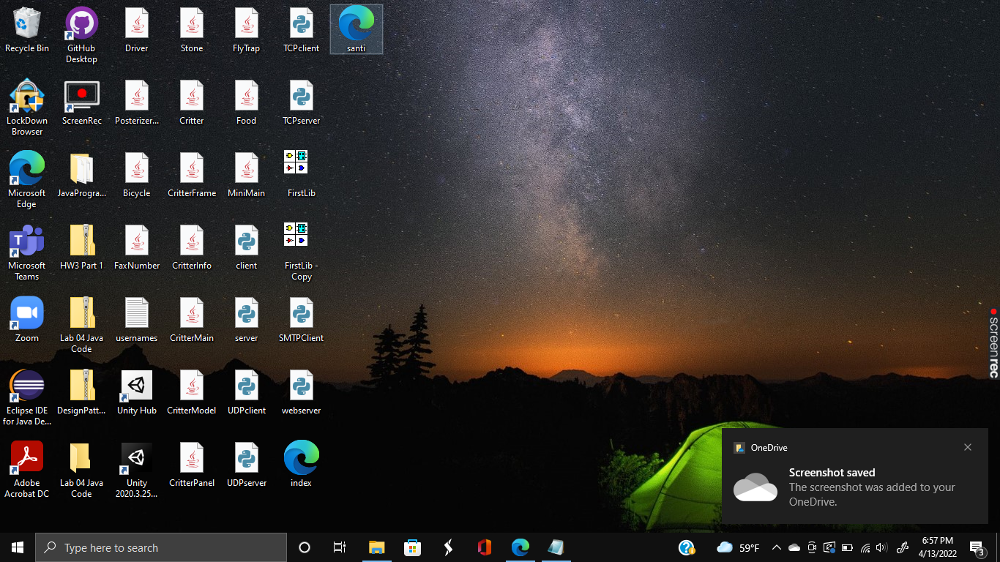 Recycle Bin
GitHub
Desktop
Driver
Stone
FlyTrap
TCPclient
santi
LockDown
Browser
ScreenRec
Posterizer...
Critter
Food
TCPserver
Microsoft
Edge
JavaProgra...
Bicycle
CritterFrame
MiniMain
FirstLib
Microsoft
Teams
HW3 Part 1
FaxNumber
CritterInfo
client
FirstLib -
Copy
Zoom
Lab 04 Java
Code
usernames
CritterMain
server
SMTPClient
Eclipse IDE
for Java De...
DesignPatt...
Unity Hub
CritterModel
UDPclient
webserver
Adobe
Acrobat DC
Lab 04 Java
Code
Unity
2020.3.25...
CritterPanel
UDPserver
index
screenrec
OneDrive
Screenshot saved
The screenshot was added to your
OneDrive.
Type here to search
59°F
6:57 PM
4/13/2022
3